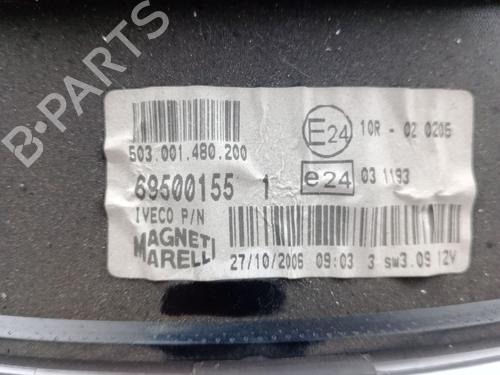 B-PARTS
503.001.480.200
69500155 1
IVECO P/N
MAGNETI
MARELLI
E24
10R - 02 0205
e24
03 1193
27/10/2006 09:03 3 sw3.09 12V